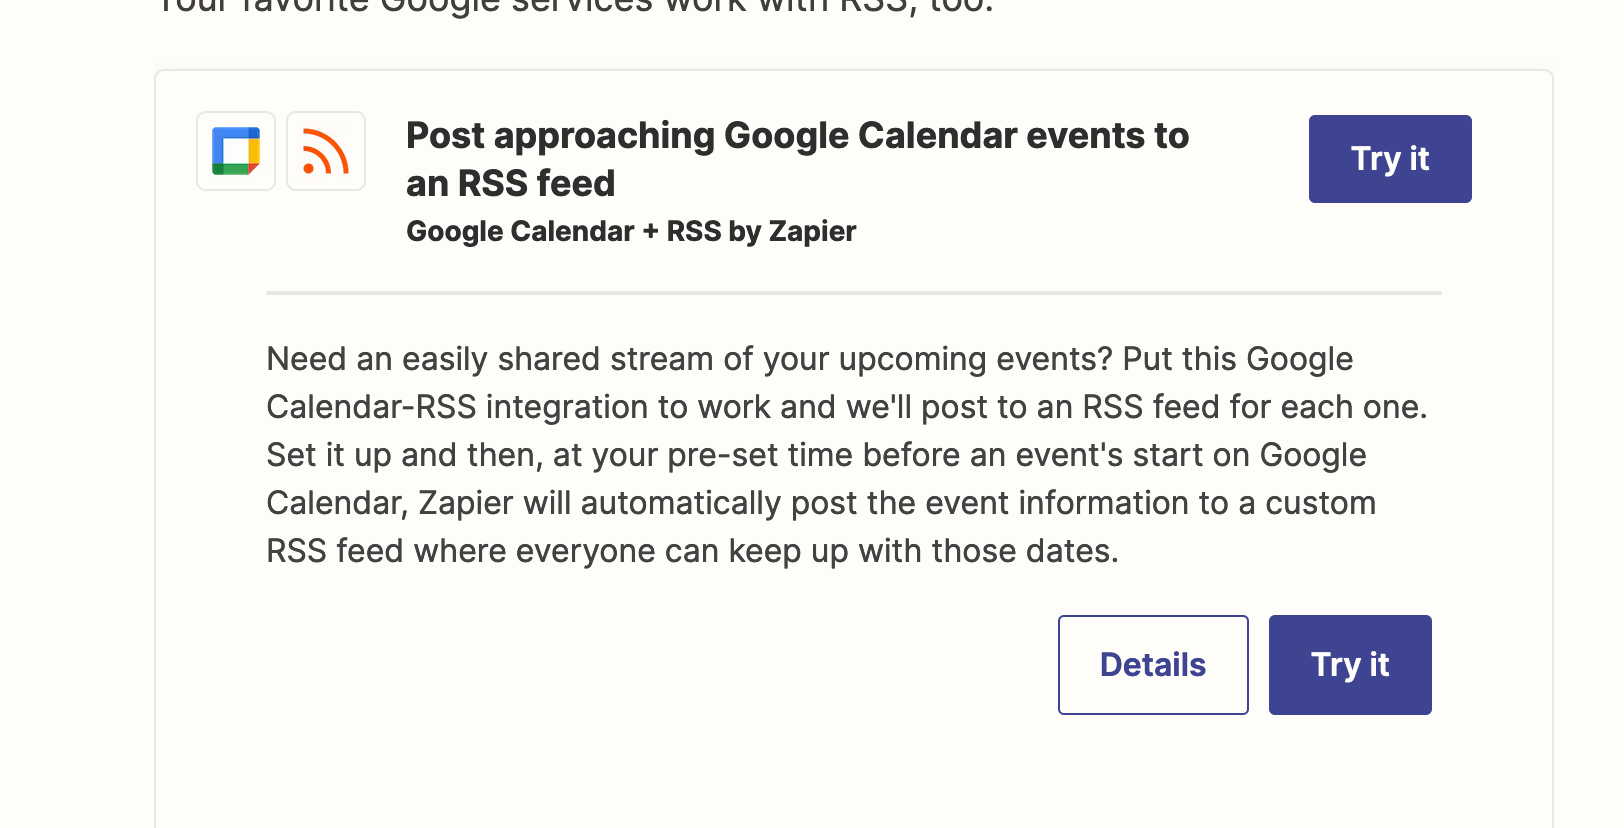 Your favorite Google services work with RSS, too.
Post approaching Google Calendar events to
an RSS feed
Google Calendar + RSS by Zapier
Try it
Need an easily shared stream of your upcoming events? Put this Google
Calendar-RSS integration to work and we'll post to an RSS feed for each one.
Set it up and then, at your pre-set time before an event's start on Google
Calendar, Zapier will automatically post the event information to a custom
RSS feed where everyone can keep up with those dates.
Details
Try it